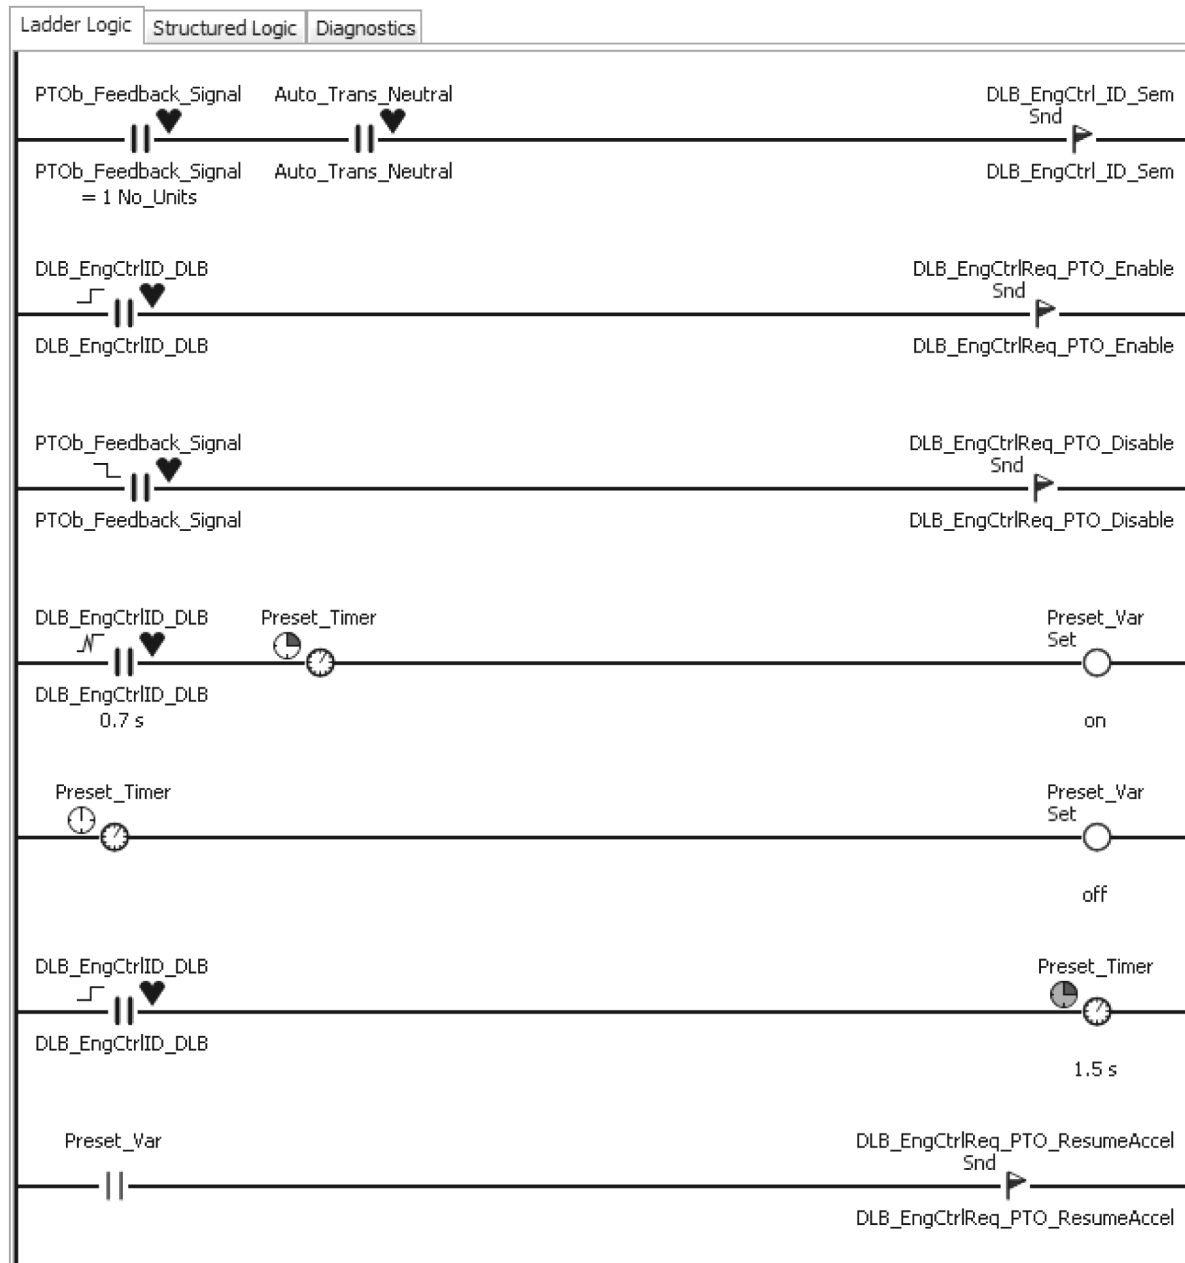 Ladder Logic Structured Logic Diagnostics
PTOb_Feedback_Signal Auto_Trans_Neutral DLB_EngCtrl_ID_Sem
Snd
PTOb_Feedback_Signal Auto_Trans_Neutral DLB_EngCtrl_ID_Sem
= 1 No_Units
DLB_EngCtrlID_DLB DLB_EngCtrlReq_PTO_Enable
Snd
DLB_EngCtrlID_DLB DLB_EngCtrlReq_PTO_Enable
PTOb_Feedback_Signal DLB_EngCtrlReq_PTO_Disable
Snd
PTOb_Feedback_Signal DLB_EngCtrlReq_PTO_Disable
DLB_EngCtrlID_DLB Preset_Timer Preset_Var
Set
DLB_EngCtrlID_DLB
0.7 s on
Preset_Timer Preset_Var
Set
off
DLB_EngCtrlID_DLB Preset_Timer
DLB_EngCtrlID_DLB
1.5 s
Preset_Var DLB_EngCtrlReq_PTO_ResumeAccel
Snd
DLB_EngCtrlReq_PTO_ResumeAccel